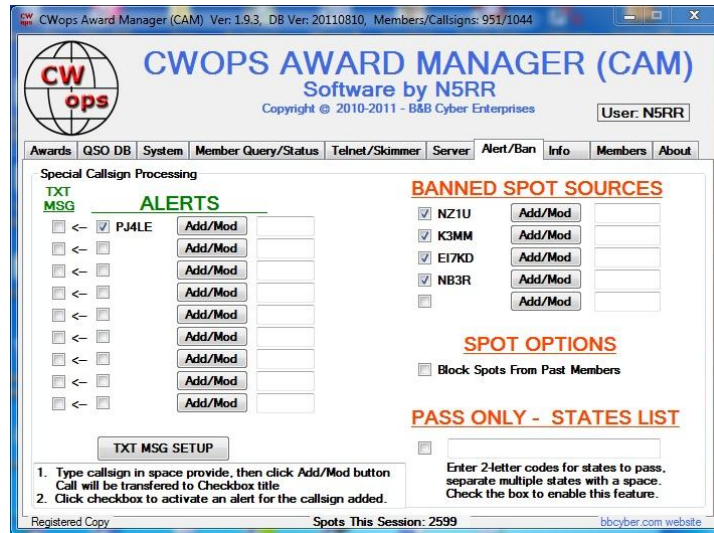 CWops Award Manager (CAM) Ver: 1.9.3, DB Ver: 20110810, Members/Callsigns: 951/1044
CW ops
CWOPS AWARD MANAGER (CAM)
Software by N5RR
Copyright @ 2010-2011 - B&B Cyber Enterprises
User: N5RR
Awards QSO DB System Member Query/Status Telnet/Skimmer Server Alert/Ban Info Members About
Special Callsign Processing
TXT MSG
ALERTS
<- PJ4LE Add/Mod
<- Add/Mod
<- Add/Mod
<- Add/Mod
<- Add/Mod
<- Add/Mod
<- Add/Mod
<- Add/Mod
<- Add/Mod
TXT MSG SETUP
1. Type callsign in space provide, then click Add/Mod button
Call will be transfered to Checkbox title
2. Click checkbox to activate an alert for the callsign added.
BANNED SPOT SOURCES
NZ1U Add/Mod
K3MM Add/Mod
EI7KD Add/Mod
NB3R Add/Mod
Add/Mod
SPOT OPTIONS
Block Spots From Past Members
PASS ONLY - STATES LIST
Enter 2-letter codes for states to pass,
separate multiple states with a space.
Check the box to enable this feature.
Registered Copy
Spots This Session: 2599
bbcyber.com website